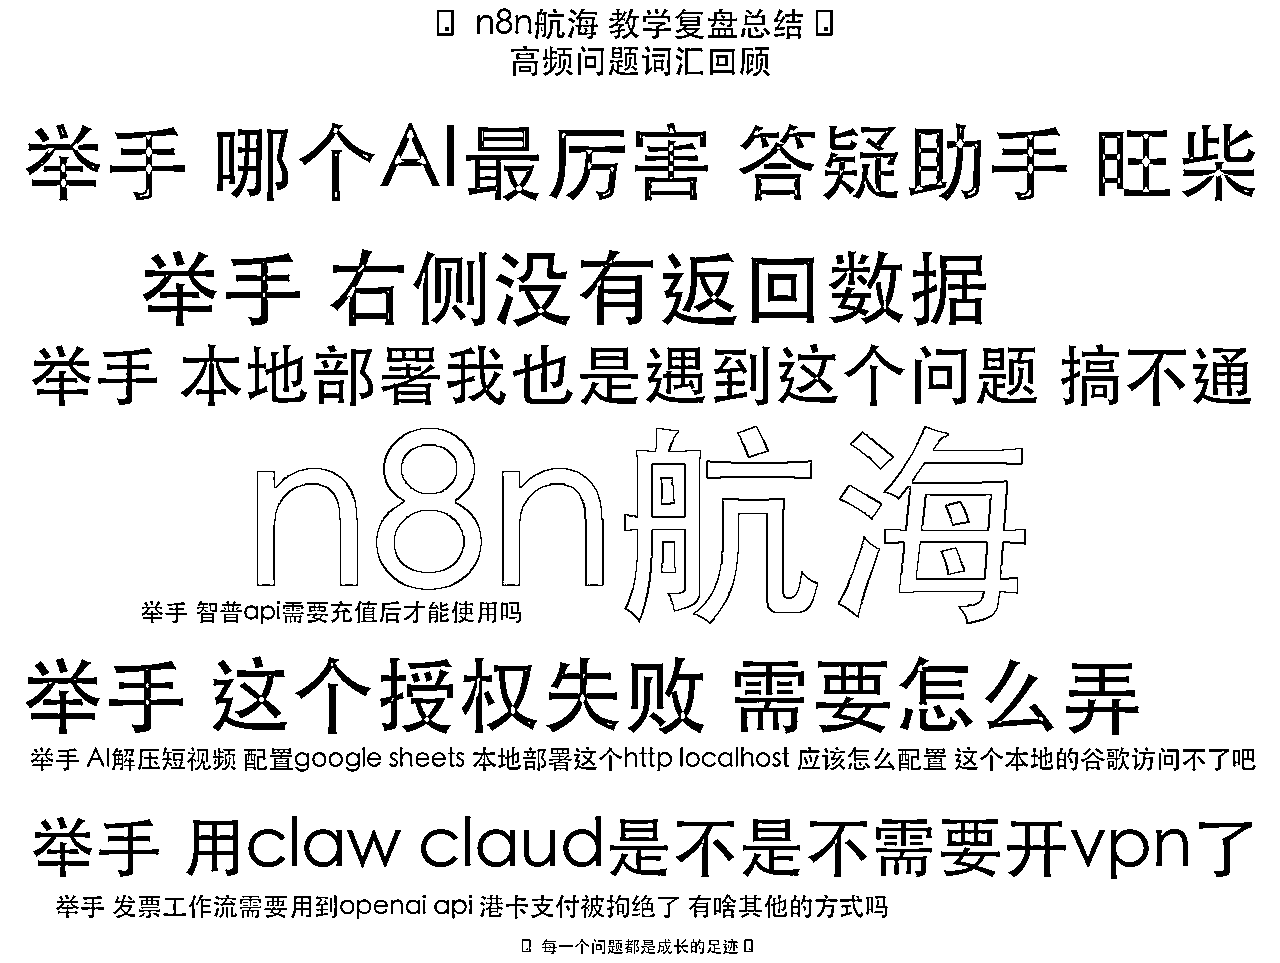 n8n航海 教学复盘总结
高频问题词汇回顾
举手 哪个AI最厉害 答疑助手 旺柴
举手 右侧没有返回数据
举手 本地部署我也是遇到这个问题 搞不通
n8n航海
举手 智普api需要充值后才能使用吗
举手 这个授权失败 需要怎么弄
举手 AI解压短视频 配置google sheets 本地部署这个http localhost 应该怎么配置 这个本地的谷歌访问不了吧
举手 用claw claud是不是不需要开vpn了
举手 发票工作流需要用到openai api 港卡支付被拘绝了 有啥其他的方式吗
每一个问题都是成长的足迹